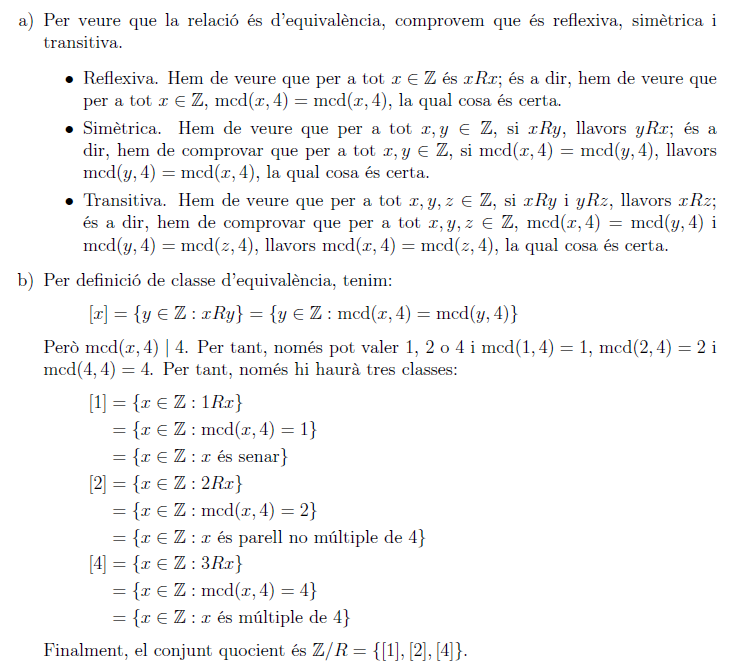 a) Per veure que la relació és d'equivalència, comprovem que és reflexiva, simètrica i
transitiva.
• Reflexiva. Hem de veure que per a tot x ∈ ℤ és xRx; és a dir, hem de veure que
per a tot x ∈ ℤ, mcd(x, 4) = mcd(x, 4), la qual cosa és certa.
• Simètrica. Hem de veure que per a tot x, y ∈ ℤ, si xRy, llavors yRx; és a
dir, hem de comprovar que per a tot x, y ∈ ℤ, si mcd(x, 4) = mcd(y, 4), llavors
mcd(y, 4) = mcd(x, 4), la qual cosa és certa.
• Transitiva. Hem de veure que per a tot x, y, z ∈ ℤ, si xRy i yRz, llavors xRz;
és a dir, hem de comprovar que per a tot x, y, z ∈ ℤ, mcd(x, 4) = mcd(y, 4) i
mcd(y, 4) = mcd(z, 4), llavors mcd(x, 4) = mcd(z, 4), la qual cosa és certa.
b) Per definició de classe d'equivalència, tenim:
[x] = {y ∈ ℤ : xRy} = {y ∈ ℤ : mcd(x, 4) = mcd(y, 4)}
Però mcd(x, 4) | 4. Per tant, només pot valer 1, 2 o 4 i mcd(1, 4) = 1, mcd(2, 4) = 2 i
mcd(4, 4) = 4. Per tant, només hi haurà tres classes:
[1] = {x ∈ ℤ : 1Rx}
= {x ∈ ℤ : mcd(x, 4) = 1}
= {x ∈ ℤ : x és senar}
[2] = {x ∈ ℤ : 2Rx}
= {x ∈ ℤ : mcd(x, 4) = 2}
= {x ∈ ℤ : x és parell no múltiple de 4}
[4] = {x ∈ ℤ : 3Rx}
= {x ∈ ℤ : mcd(x, 4) = 4}
= {x ∈ ℤ : x és múltiple de 4}
Finalment, el conjunt quocient és ℤ/R = {[1], [2], [4]}.